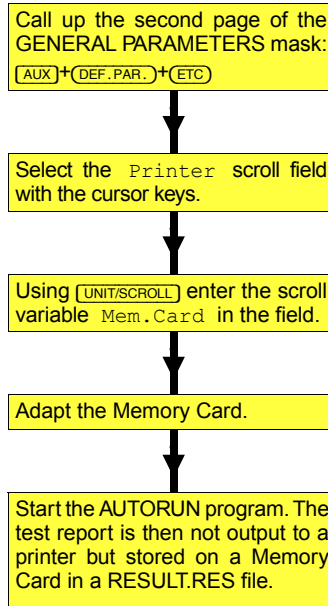 Call up the second page of the
GENERAL PARAMETERS mask:
[AUX]+(DEF.PAR.)+(ETC)
Select the Printer scroll field
with the cursor keys.
Using [UNIT/SCROLL] enter the scroll
variable Mem.Card in the field.
Adapt the Memory Card.
Start the AUTORUN program. The
test report is then not output to a
printer but stored on a Memory
Card in a RESULT.RES file.